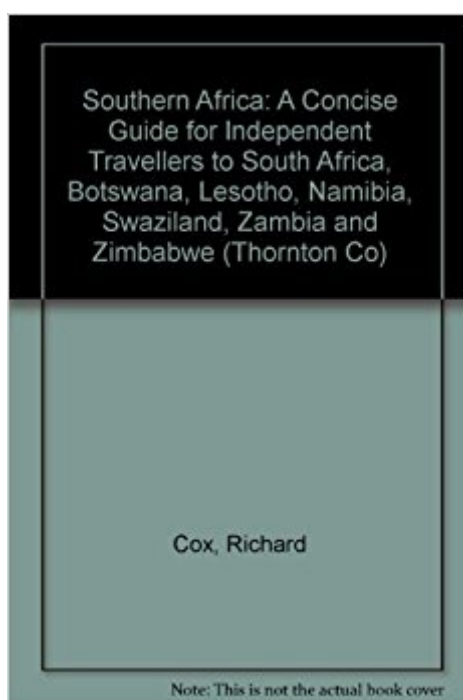 Southern Africa: A Concise
Guide for Independent
Travellers to South Africa,
Botswana, Lesotho, Namibia,
Swaziland, Zambia and
Zimbabwe (Thornton Co)
Cox, Richard
Note: This is not the actual book cover